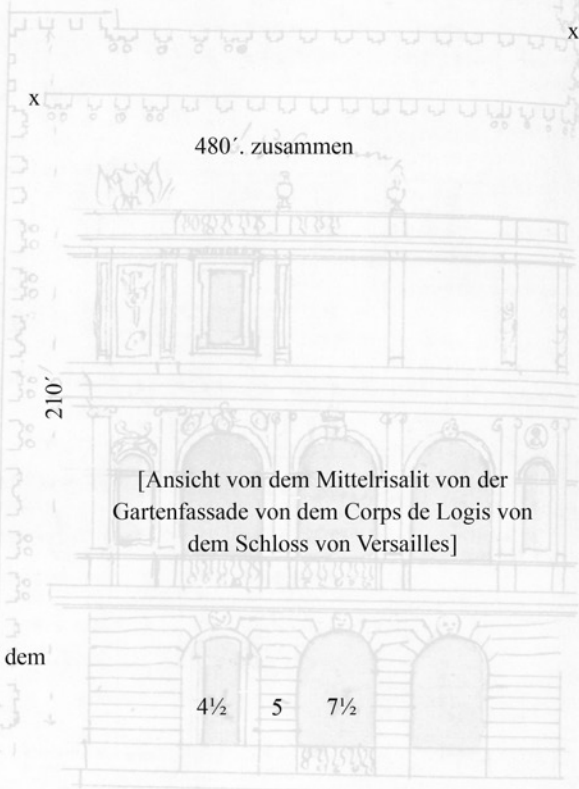 x
x
480´. zusammen
210´
[Ansicht von dem Mittelrisalit von der
Gartenfassade von dem Corps de Logis von
dem Schloss von Versailles]
dem
4½ 5 7½